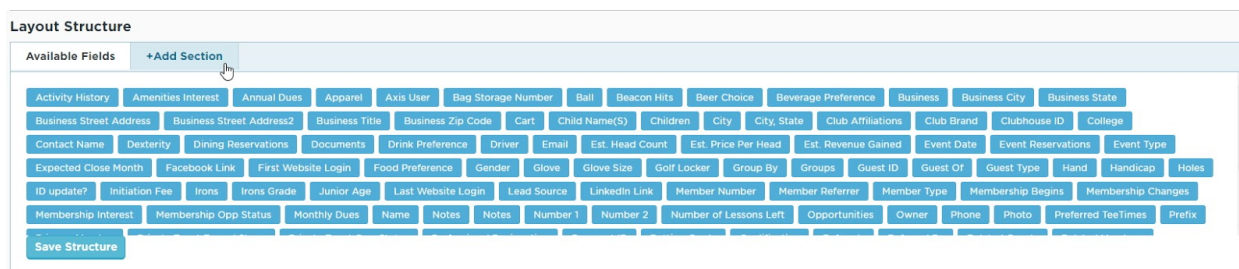 Layout Structure
Available Fields +Add Section
Activity History Amenities Interest Annual Dues Apparel Axis User Bag Storage Number Ball Beacon Hits Beer Choice Beverage Preference Business Business City Business State
Business Street Address Business Street Address2 Business Title Business Zip Code Cart Child Name(S) Children City City, State Club Affiliations Club Brand Clubhouse ID College
Contact Name Dexterity Dining Reservations Documents Drink Preference Driver Email Est. Head Count Est. Price Per Head Est. Revenue Gained Event Date Event Reservations Event Type
Expected Close Month Facebook Link First Website Login Food Preference Gender Glove Glove Size Golf Locker Group By Groups Guest ID Guest Of Guest Type Hand Handicap Holes
ID update? Initiation Fee Irons Irons Grade Junior Age Last Website Login Lead Source LinkedIn Link Member Number Member Referrer Member Type Membership Begins Membership Changes
Membership Interest Membership Opp Status Monthly Dues Name Notes Notes Number 1 Number 2 Number of Lessons Left Opportunities Owner Phone Photo Preferred TeeTimes Prefix
Save Structure